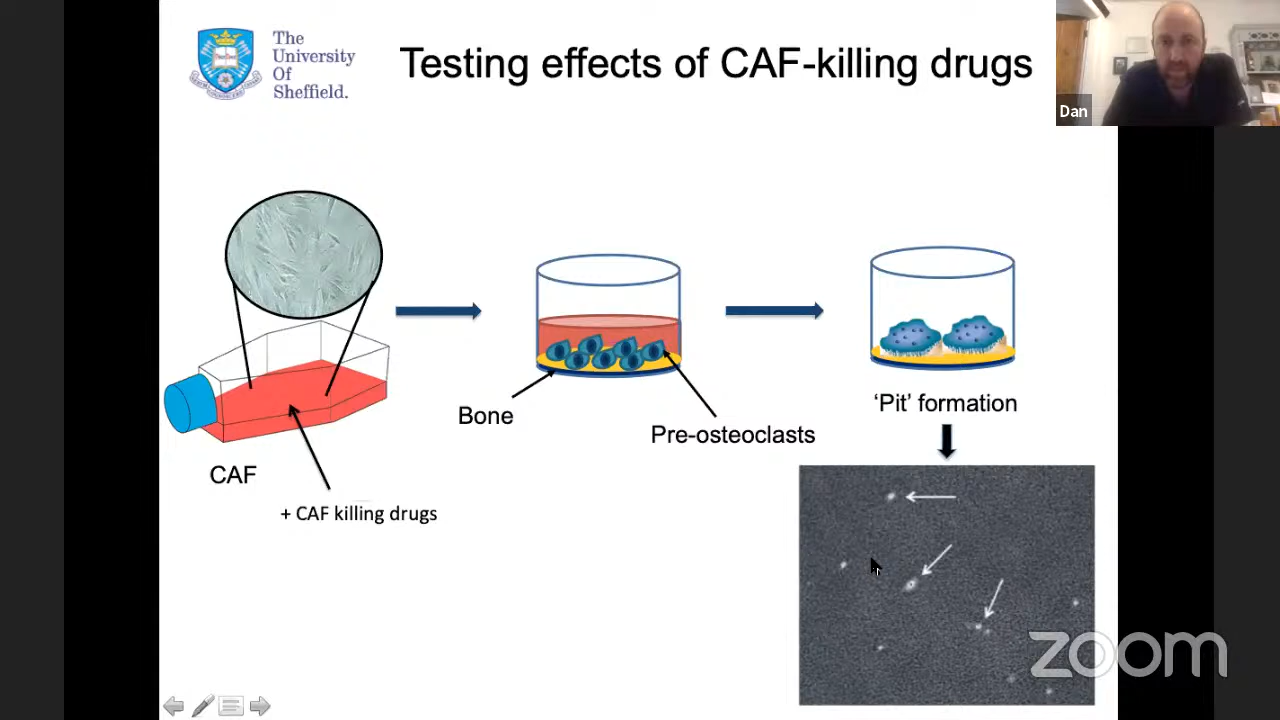 The
University
Of
Sheffield.
Testing effects of CAF-killing drugs
Dan
Bone
Pre-osteoclasts
'Pit' formation
CAF
+ CAF killing drugs
zoom